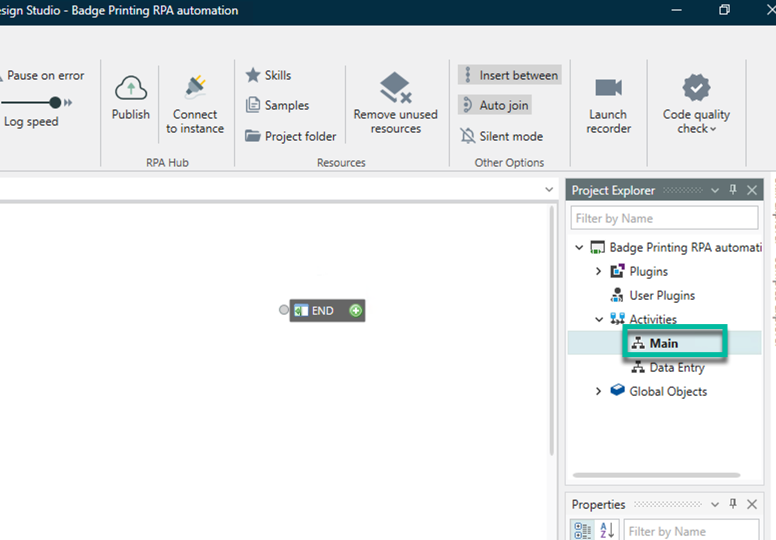 esign Studio - Badge Printing RPA automation
Pause on error
Log speed
Publish
Connect
to instance
RPA Hub
Skills
Samples
Project folder
Remove unused
resources
Resources
Insert between
Auto join
Silent mode
Other Options
Launch
recorder
Code quality
check
Project Explorer
Filter by Name
Badge Printing RPA automati
Plugins
User Plugins
Activities
Main
Data Entry
Global Objects
END
Properties
Filter by Name